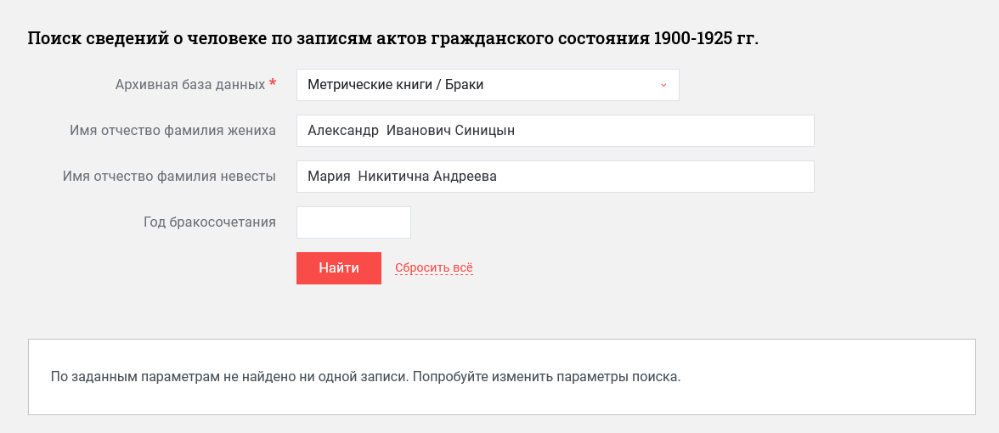 Поиск сведений о человеке по записям актов гражданского состояния 1900-1925 гг.
Архивная база данных * Метрические книги / Браки
Имя отчество фамилия жениха Александр  Иванович Синицын
Имя отчество фамилия невесты Мария  Никитична Андреева
Год бракосочетания
Найти Сбросить всё
По заданным параметрам не найдено ни одной записи. Попробуйте изменить параметры поиска.